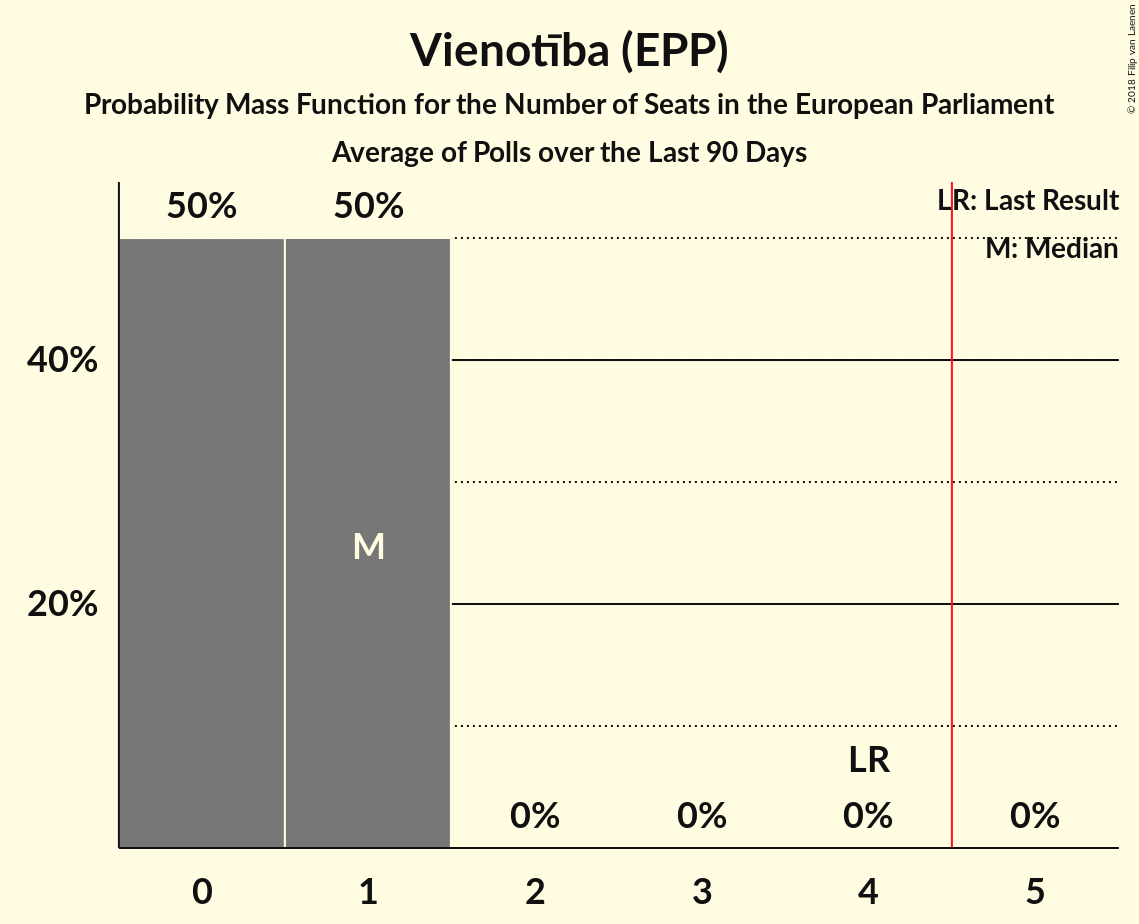 Vienotība (EPP)
Probability Mass Function for the Number of Seats in the European Parliament
Average of Polls over the Last 90 Days
© 2018 Filip van Laenen
50% 50%
LR: Last Result
M: Median
40%
M
20%
LR
0% 0% 0% 0%
0 1 2 3 4 5